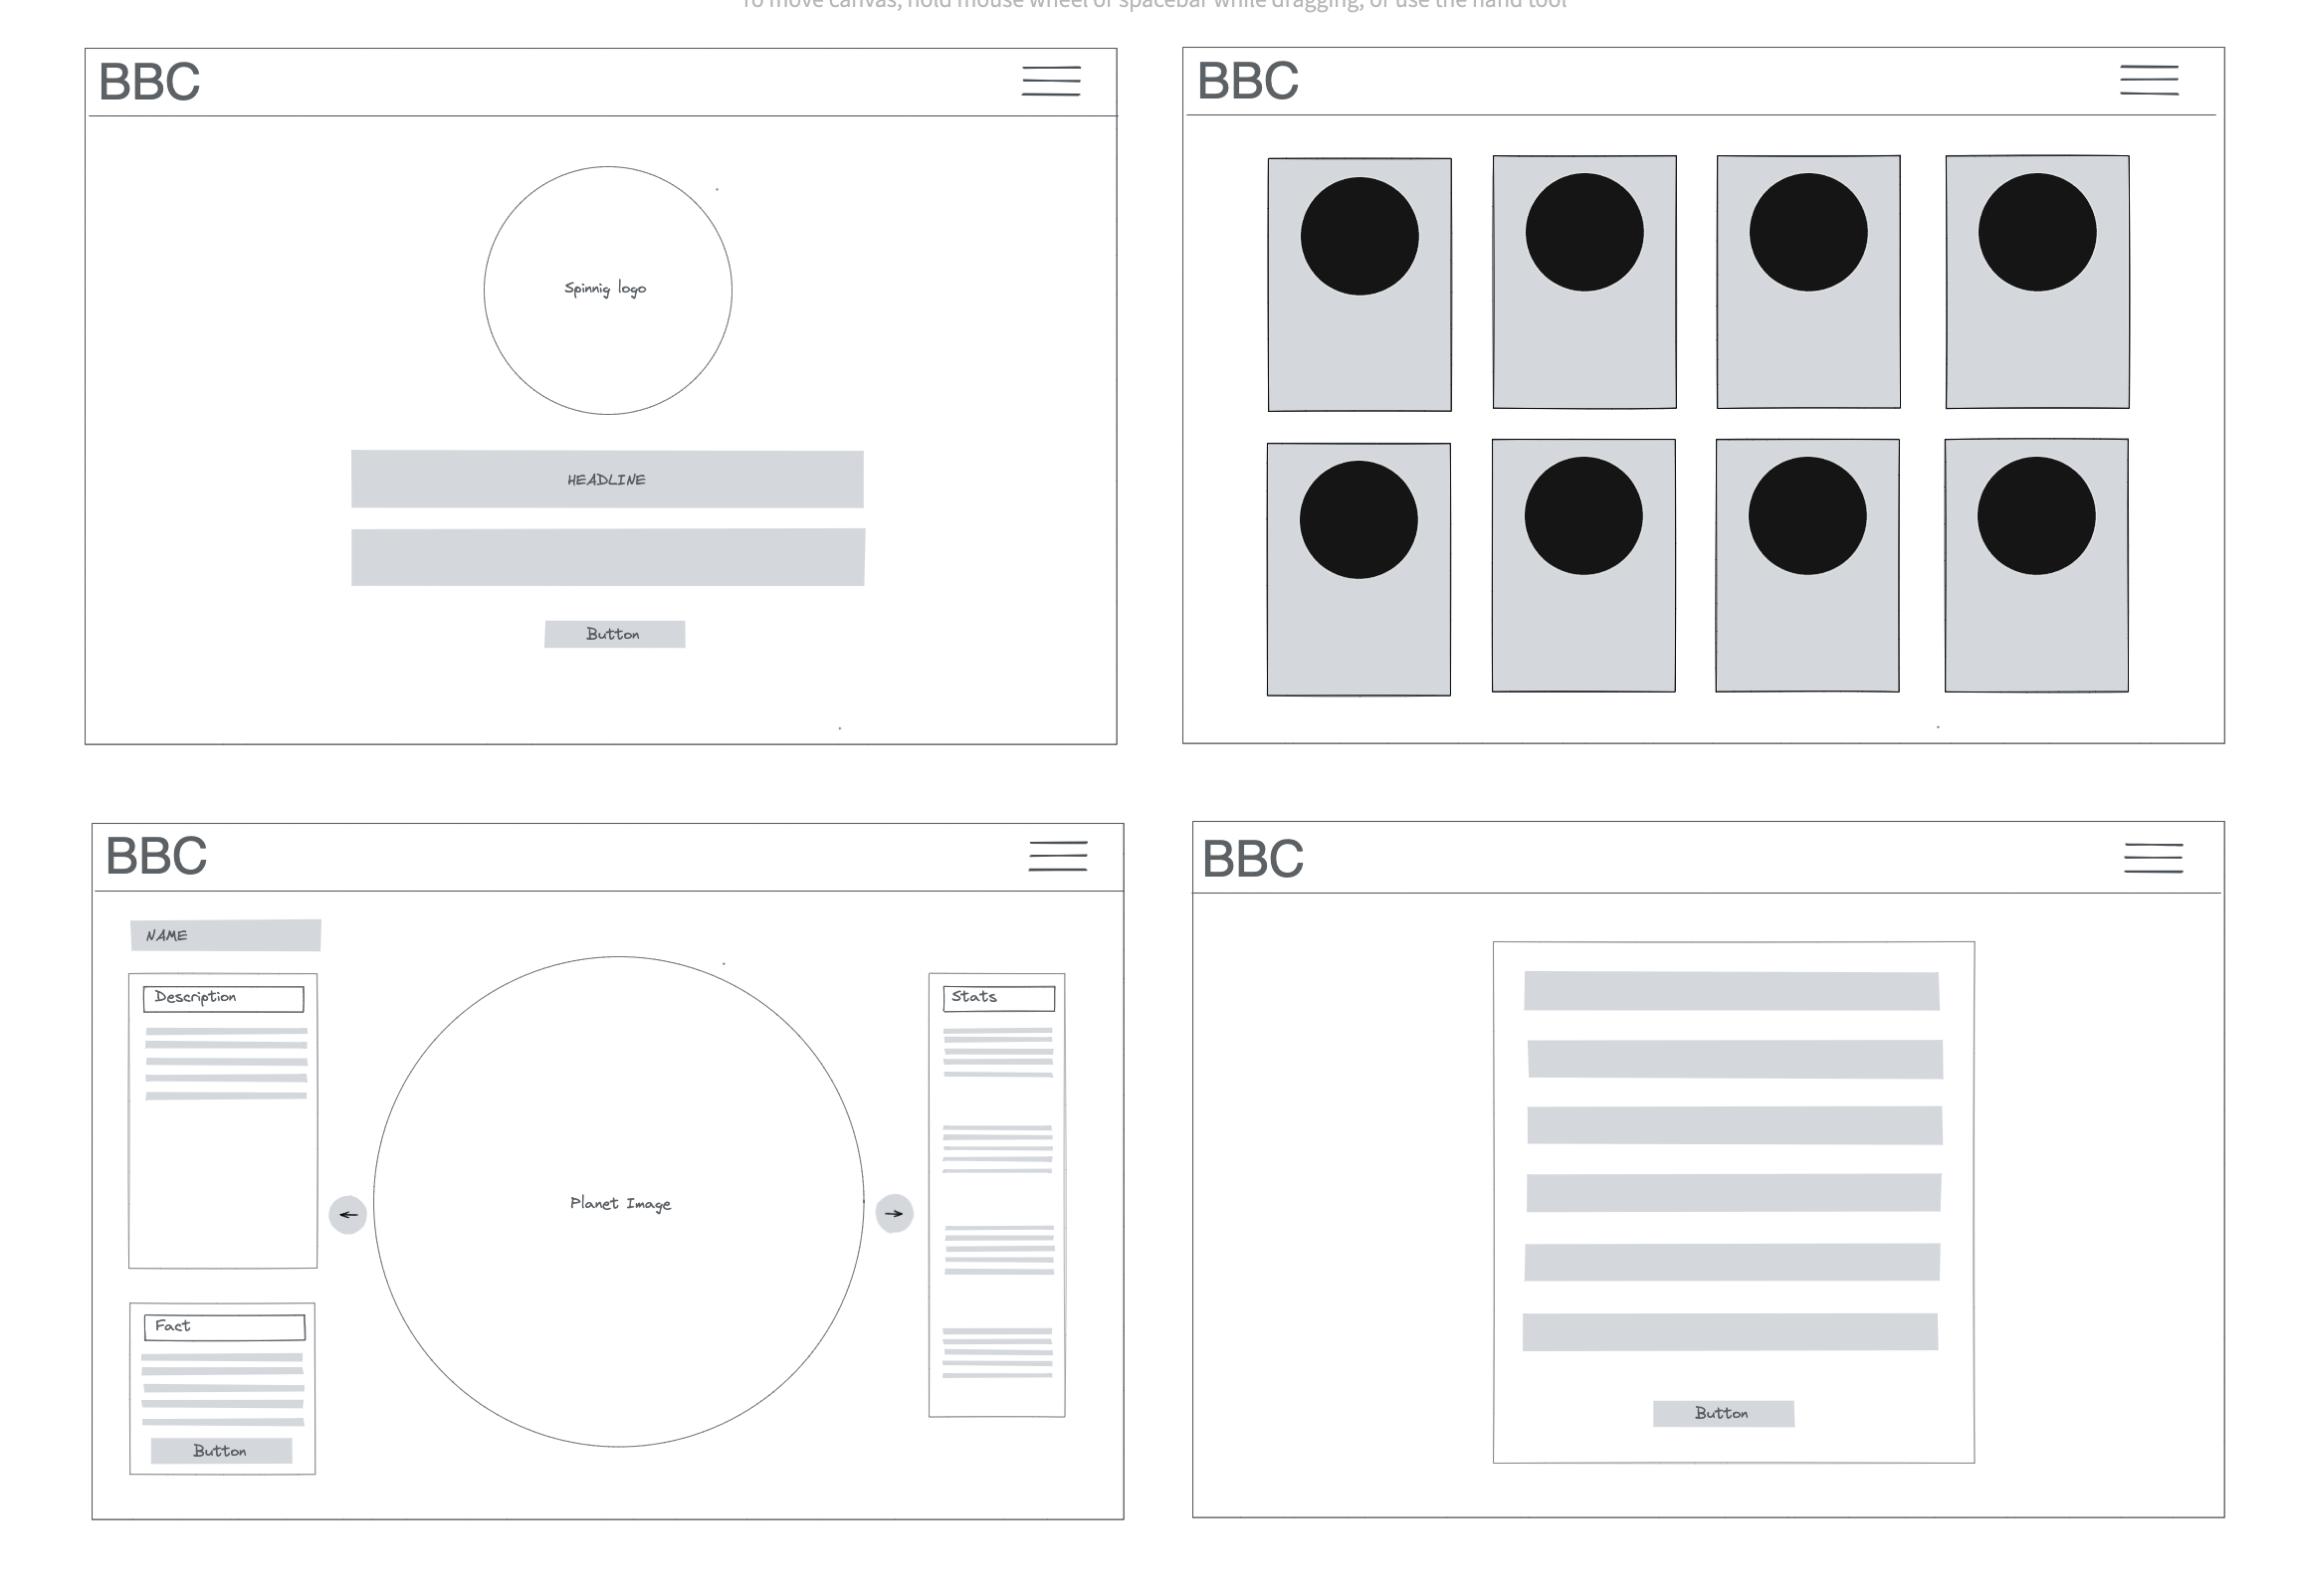 To move canvas, hold mouse wheel or spacebar while dragging, or use the hand tool
BBC
Spinnig logo
HEADLINE
Button
BBC
BBC
NAME
Description
Fact
Button
Planet Image
Stats
BBC
Button